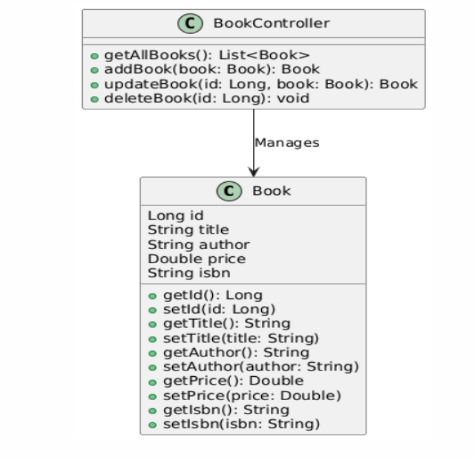 C BookController
getAllBooks(): List<Book>
addBook(book: Book): Book
updateBook(id: Long, book: Book): Book
deleteBook(id: Long): void
Manages
C Book
Long id
String title
String author
Double price
String isbn
getId(): Long
setId(id: Long)
getTitle(): String
setTitle(title: String)
getAuthor(): String
setAuthor(author: String)
getPrice(): Double
setPrice(price: Double)
getIsbn(): String
setIsbn(isbn: String)